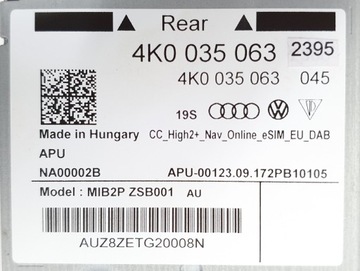 Rear
4K0 035 063 2395
4K0 035 063 045
19S
Made in Hungary CC_High2+_Nav_Online_eSIM_EU_DAB
APU
NA00002B APU-00123.09.172PB10105
Model : MIB2P ZSB001 AU
AUZ8ZETG20008N